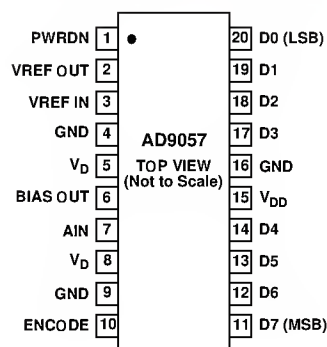 PWRDN 1
VREF OUT 2
VREF IN 3
GND 4
VD 5
BIAS OUT 6
AIN 7
VD 8
GND 9
ENCODE 10
AD9057
TOP VIEW
(Not to Scale)
20 D0 (LSB)
19 D1
18 D2
17 D3
16 GND
15 VDD
14 D4
13 D5
12 D6
11 D7 (MSB)